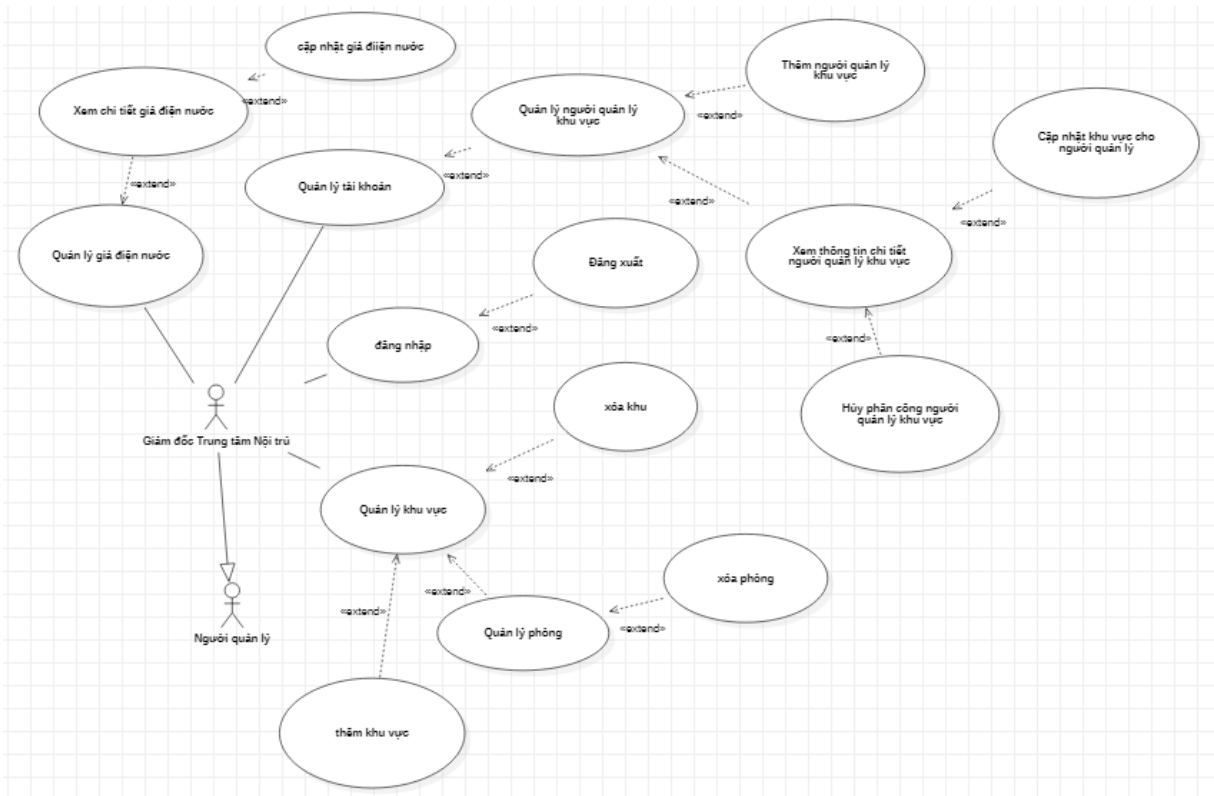 cập nhật giá điiện nước
Xem chi tiết giá điện nước
«extend»
«extend»
Quản lý giá điện nước
Quản lý tài khoản
«extend»
Quản lý người quản lý
khu vực
«extend»
Thêm người quản lý
khu vực
Cập nhật khu vực cho
người quản lý
«extend»
«extend»
Xem thông tin chi tiết
người quản lý khu vực
«extend»
Hủy phân công người
quản lý khu vực
Đăng xuất
«extend»
đăng nhập
xóa khu
«extend»
Giám đốc Trung tâm Nội trú
Quản lý khu vực
«extend»
«extend»
Quản lý phòng
xóa phòng
«extend»
Người quản lý
thêm khu vực